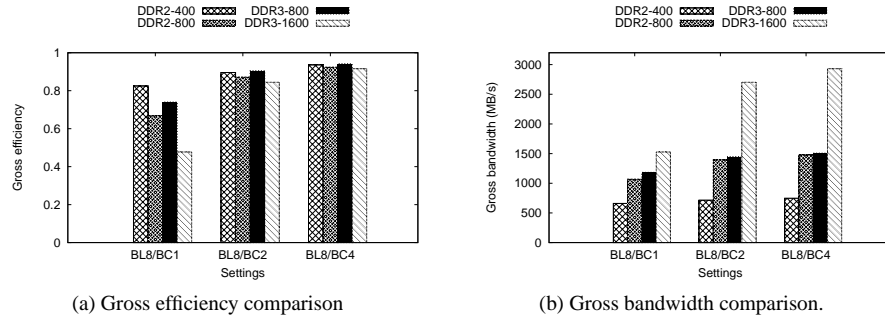 DDR2-400 DDR3-800
DDR2-800 DDR3-1600
Gross efficiency
1
0.8
0.6
0.4
0.2
0
BL8/BC1 BL8/BC2 BL8/BC4
Settings
(a) Gross efficiency comparison
DDR2-400 DDR3-800
DDR2-800 DDR3-1600
Gross bandwidth (MB/s)
3000
2500
2000
1500
1000
500
0
BL8/BC1 BL8/BC2 BL8/BC4
Settings
(b) Gross bandwidth comparison.